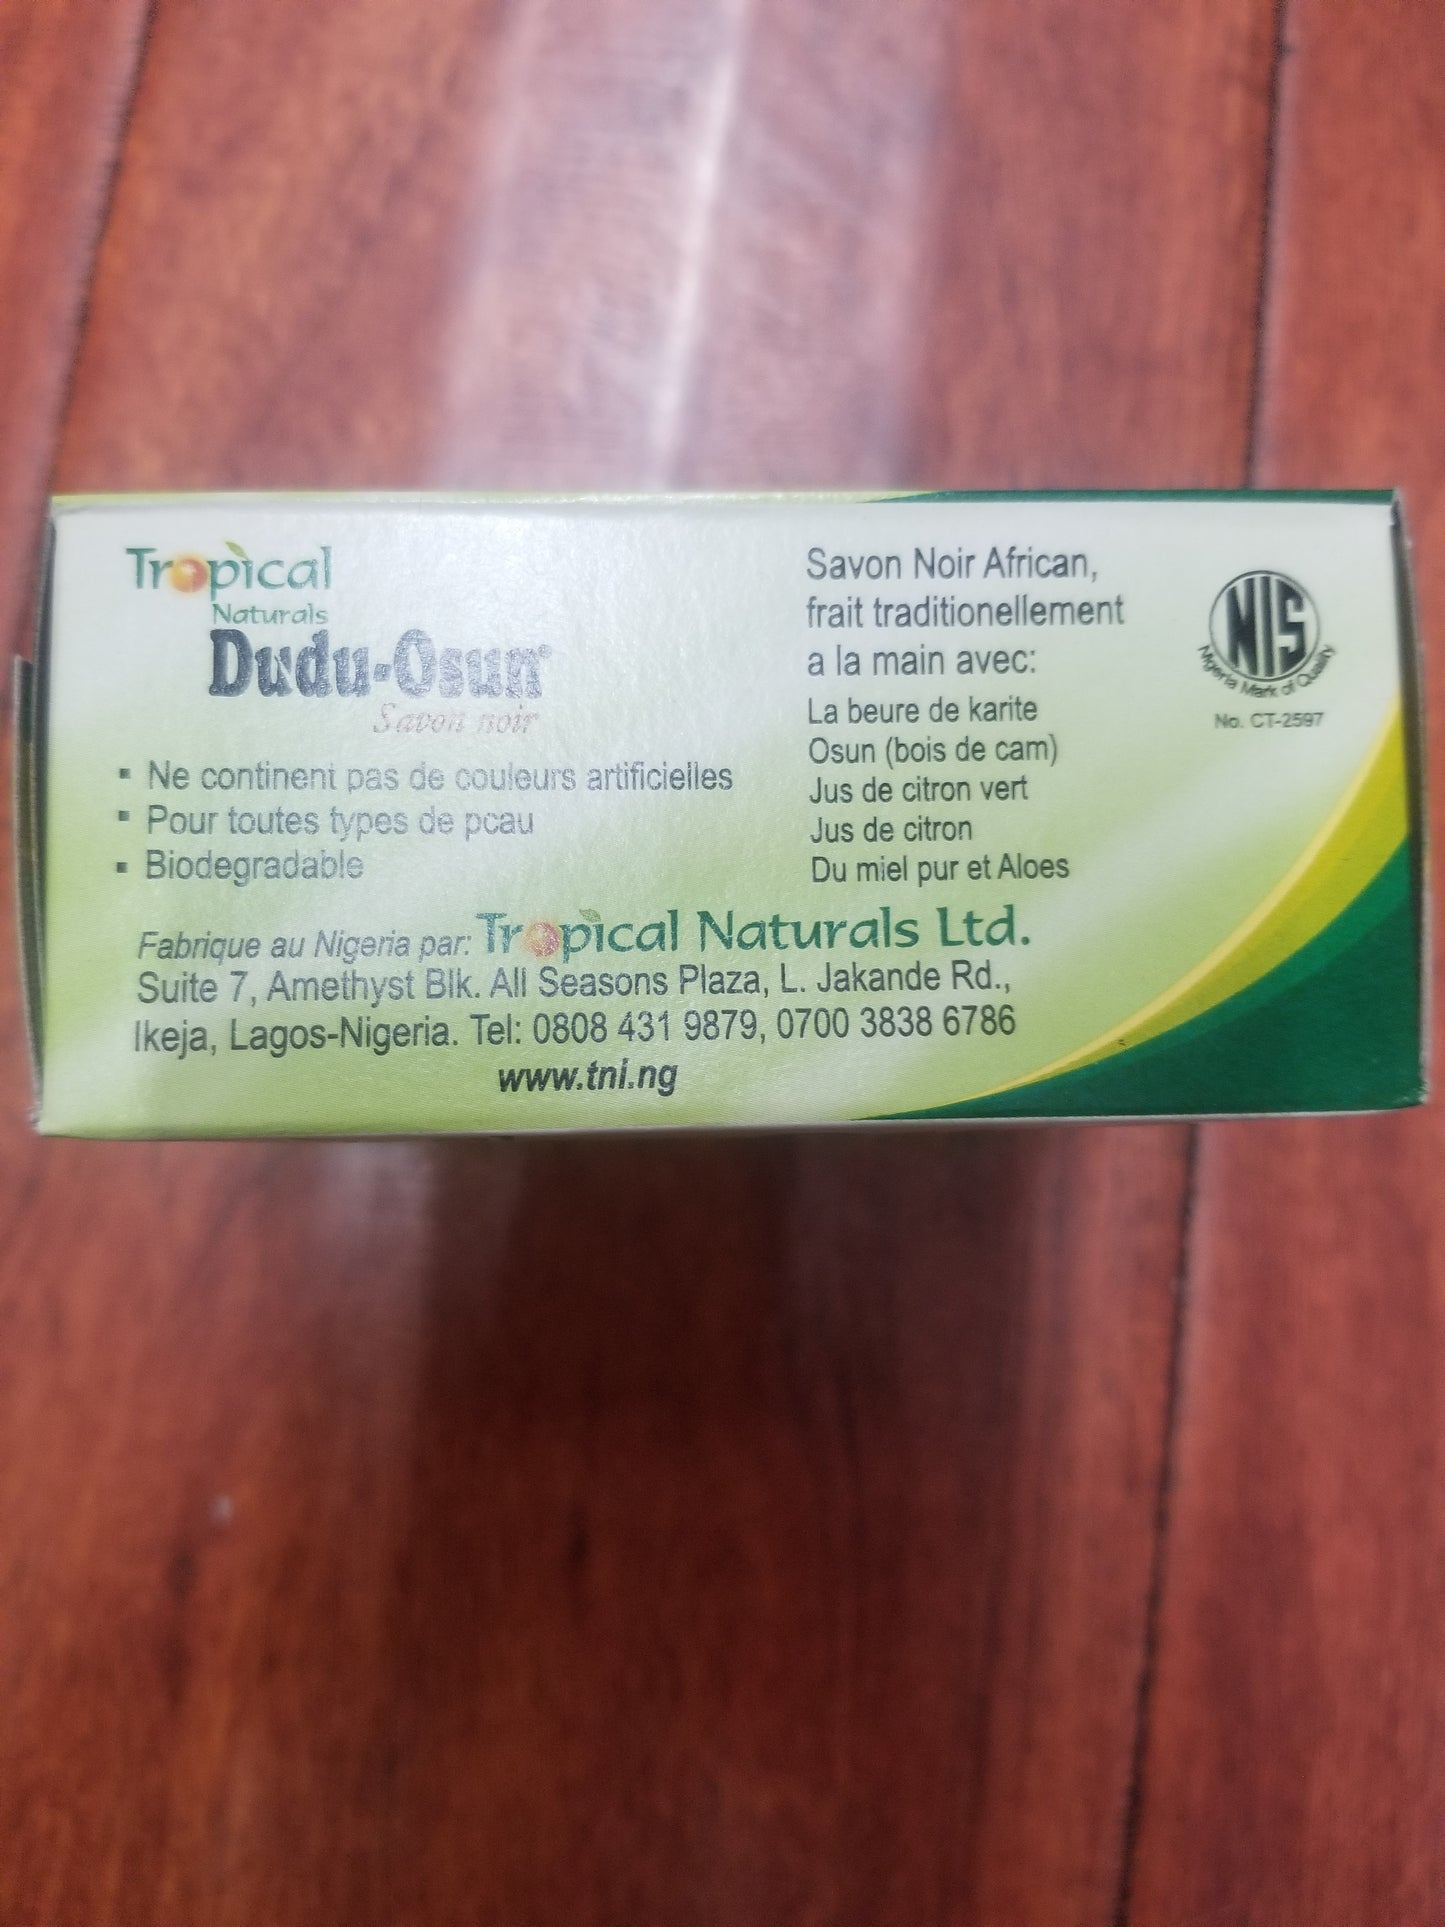 Tropical
Naturals
Dudu-Osun®
Savon noir
▪ Ne continent pas de couleurs artificielles
▪ Pour toutes types de pcau
▪ Biodegradable
Savon Noir African,
frait traditionellement
a la main avec:
La beure de karite
Osun (bois de cam)
Jus de citron vert
Jus de citron
Du miel pur et Aloes
NIS
Nigeria Mark of Quality
No. CT-2597
Fabrique au Nigeria par: Tropical Naturals Ltd.
Suite 7, Amethyst Blk. All Seasons Plaza, L. Jakande Rd.,
Ikeja, Lagos-Nigeria. Tel: 0808 431 9879, 0700 3838 6786
www.tni.ng